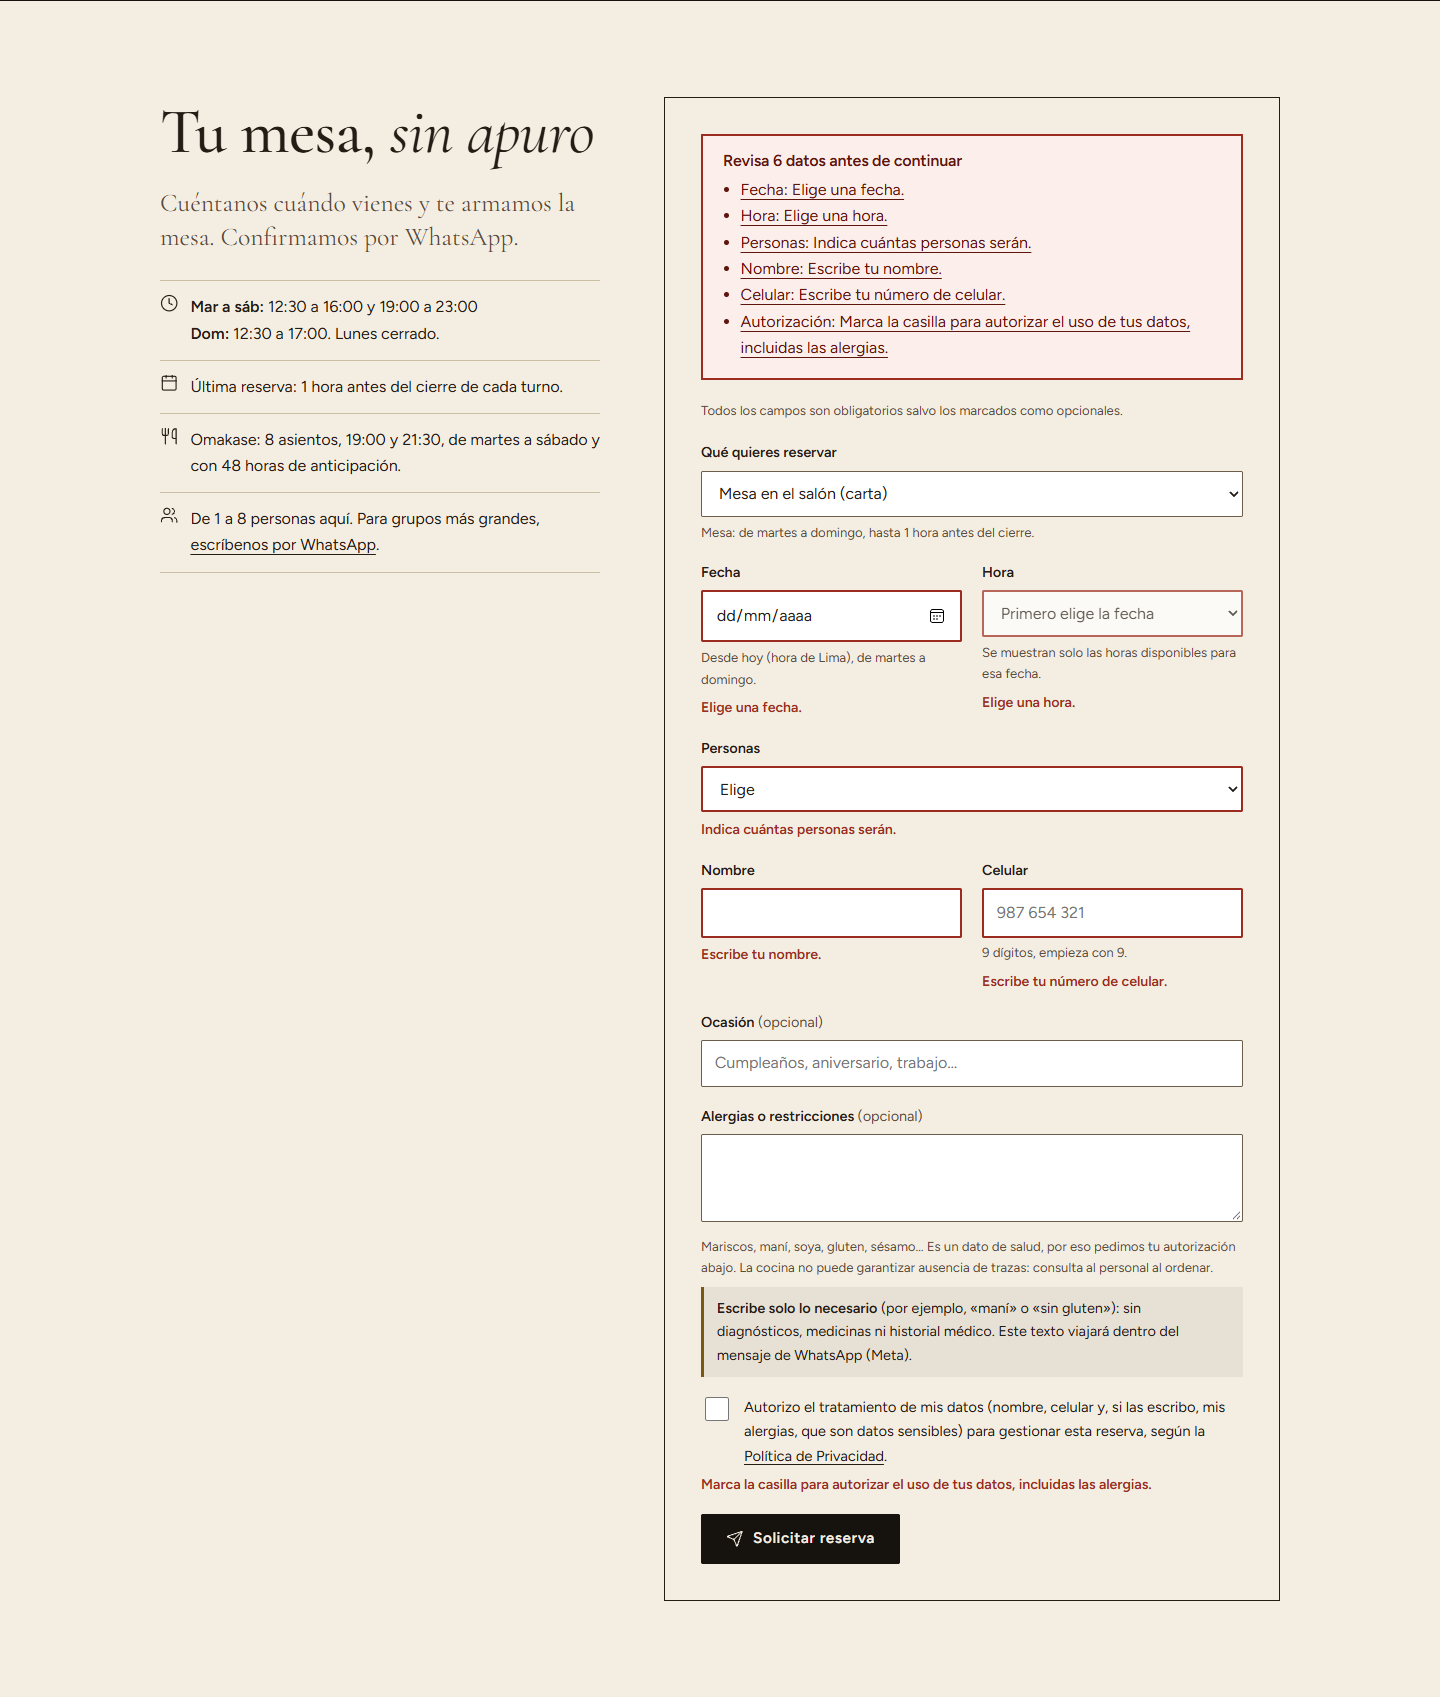 Tu mesa, sin apuro
Cuéntanos cuándo vienes y te armamos la
mesa. Confirmamos por WhatsApp.
Mar a sáb: 12:30 a 16:00 y 19:00 a 23:00
Dom: 12:30 a 17:00. Lunes cerrado.
Última reserva: 1 hora antes del cierre de cada turno.
Omakase: 8 asientos, 19:00 y 21:30, de martes a sábado y
con 48 horas de anticipación.
De 1 a 8 personas aquí. Para grupos más grandes,
escríbenos por WhatsApp.
Revisa 6 datos antes de continuar
Fecha: Elige una fecha.
Hora: Elige una hora.
Personas: Indica cuántas personas serán.
Nombre: Escribe tu nombre.
Celular: Escribe tu número de celular.
Autorización: Marca la casilla para autorizar el uso de tus datos,
incluidas las alergias.
Todos los campos son obligatorios salvo los marcados como opcionales.
Qué quieres reservar
Mesa en el salón (carta)
Mesa: de martes a domingo, hasta 1 hora antes del cierre.
Fecha
dd/mm/aaaa
Desde hoy (hora de Lima), de martes a
domingo.
Elige una fecha.
Hora
Primero elige la fecha
Se muestran solo las horas disponibles para
esa fecha.
Elige una hora.
Personas
Elige
Indica cuántas personas serán.
Nombre
Escribe tu nombre.
Celular
987 654 321
9 dígitos, empieza con 9.
Escribe tu número de celular.
Ocasión (opcional)
Cumpleaños, aniversario, trabajo...
Alergias o restricciones (opcional)
Mariscos, maní, soya, gluten, sésamo... Es un dato de salud, por eso pedimos tu autorización
abajo. La cocina no puede garantizar ausencia de trazas: consulta al personal al ordenar.
Escribe solo lo necesario (por ejemplo, «maní» o «sin gluten»): sin
diagnósticos, medicinas ni historial médico. Este texto viajará dentro del
mensaje de WhatsApp (Meta).
Autorizo el tratamiento de mis datos (nombre, celular y, si las escribo, mis
alergias, que son datos sensibles) para gestionar esta reserva, según la
Política de Privacidad.
Marca la casilla para autorizar el uso de tus datos, incluidas las alergias.
Solicitar reserva